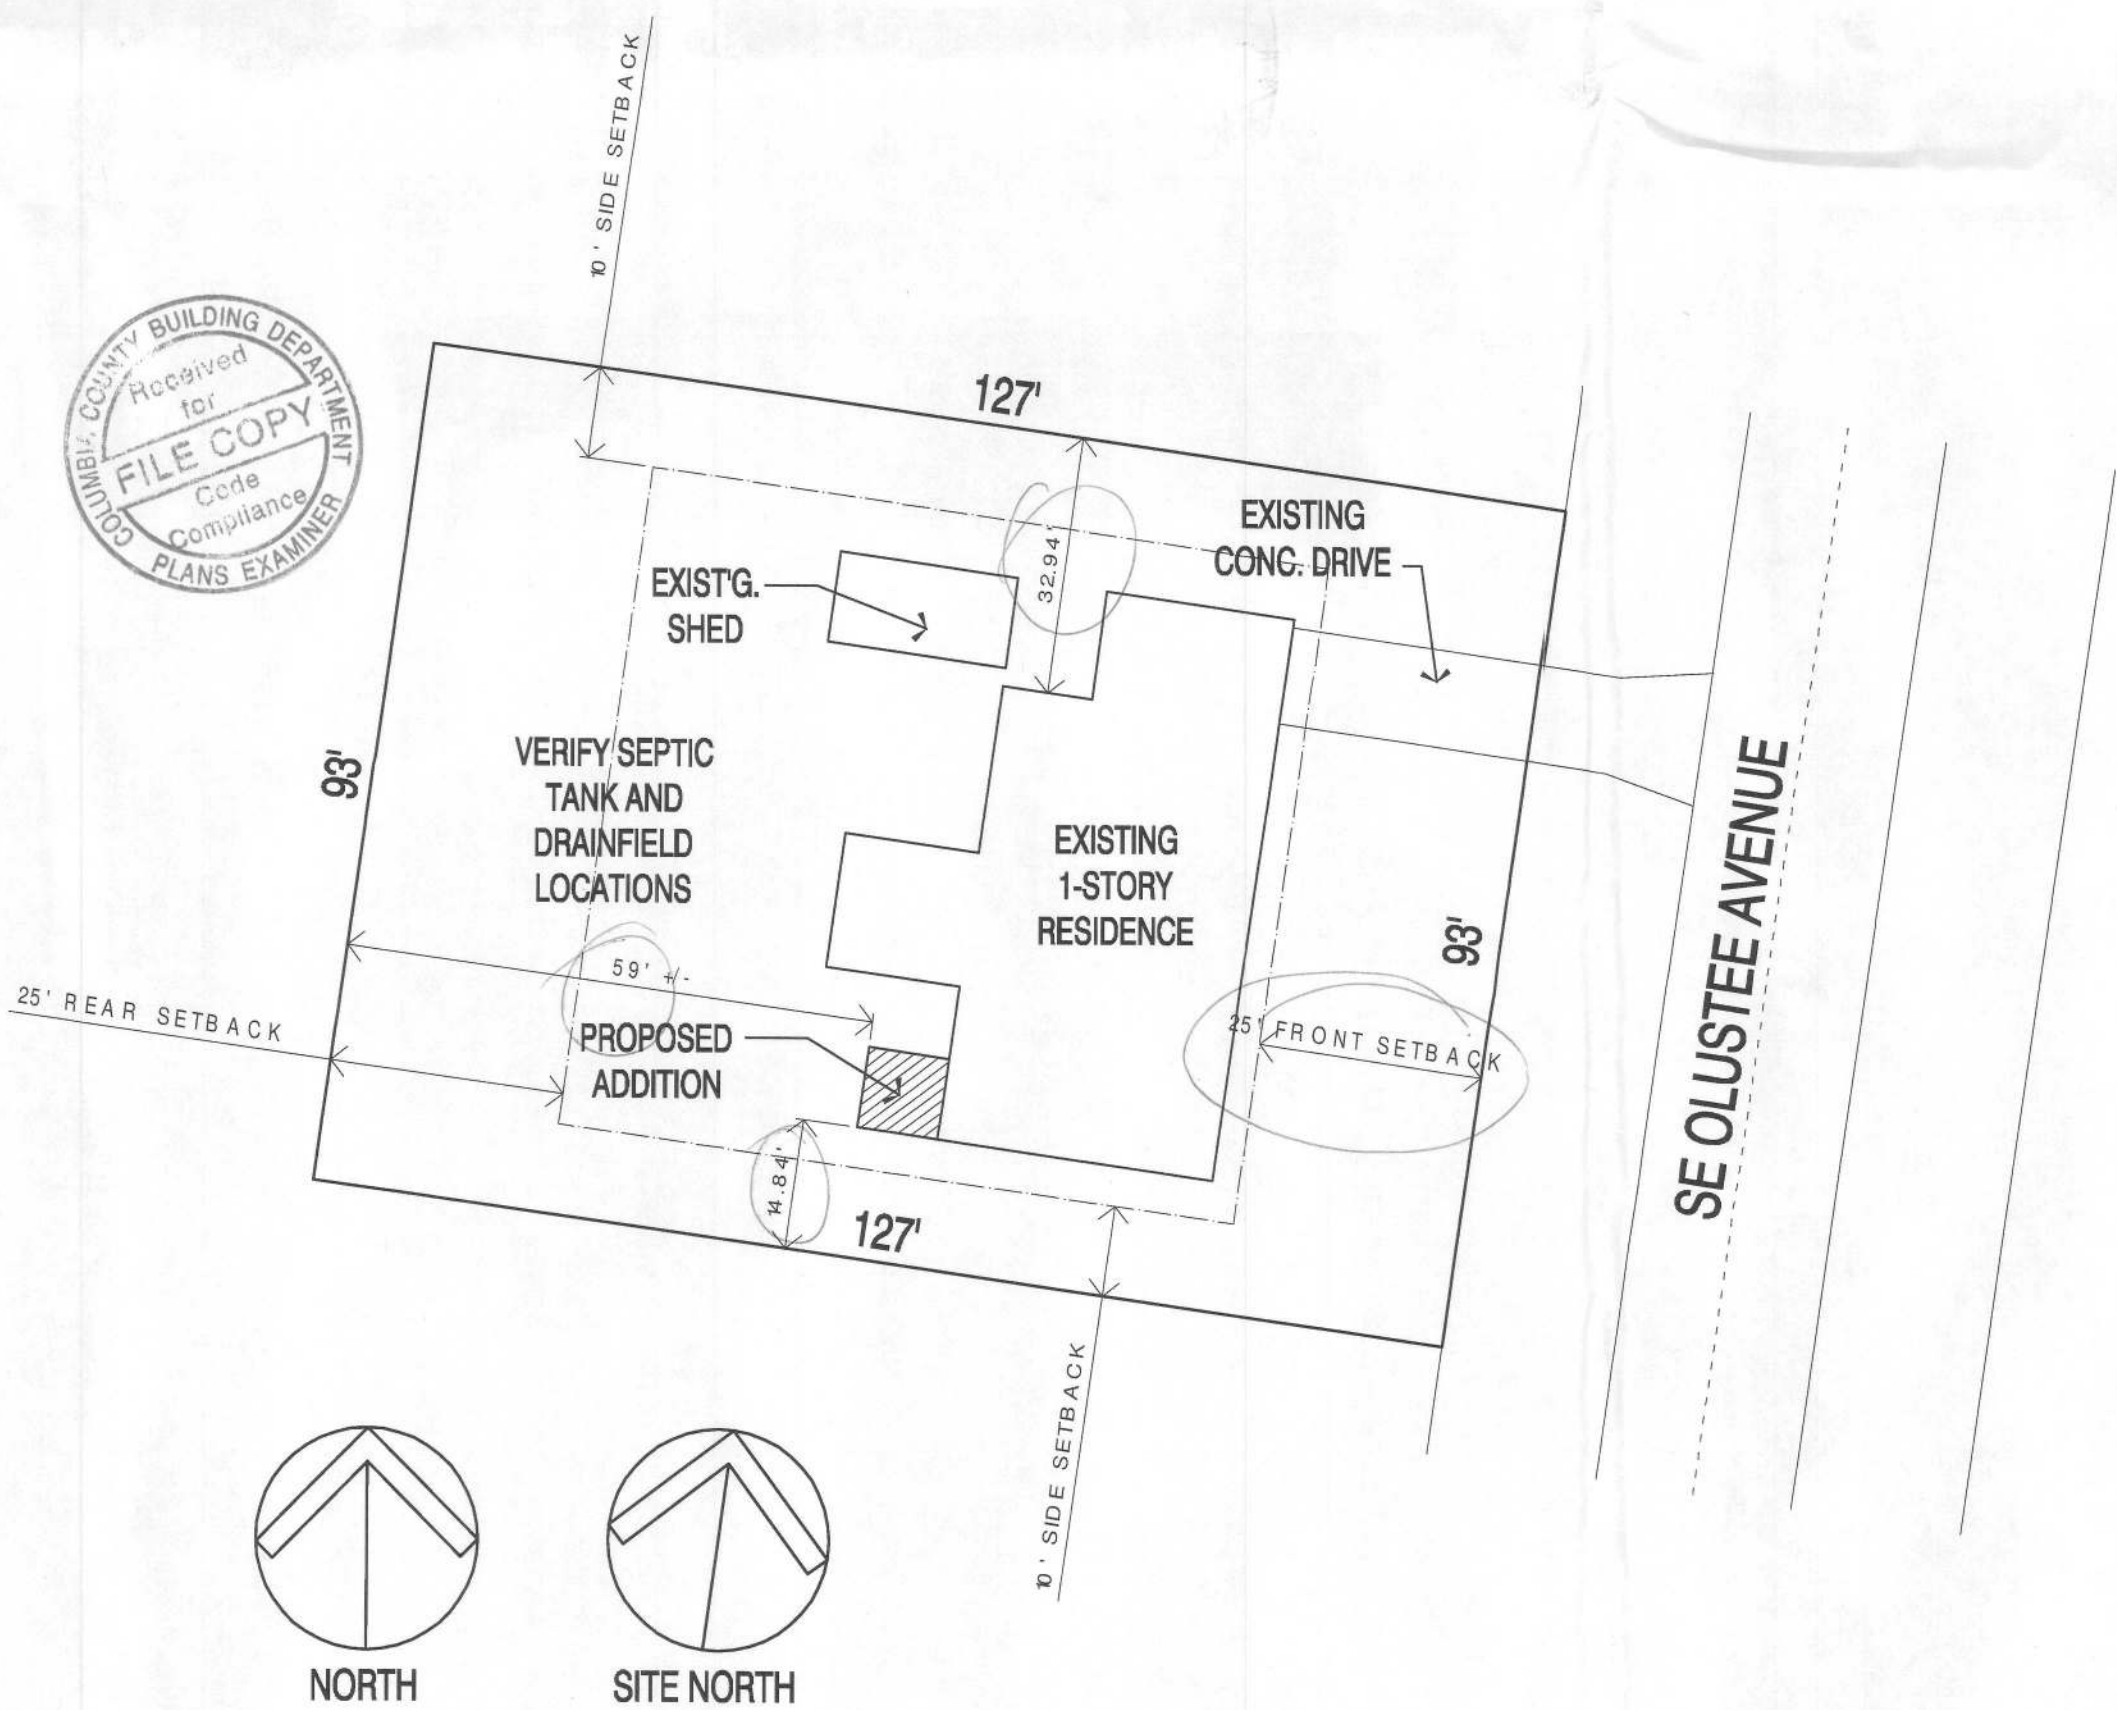 10' SIDE SETBACK
COLUMBIA COUNTY BUILDING DEPARTMENT
Received
for
FILE COPY
Code
Compliance
PLANS EXAMINER
127'
32.94'
EXISTING
CONC. DRIVE
EXIST'G.
SHED
93'
VERIFY SEPTIC
TANK AND
DRAINFIELD
LOCATIONS
EXISTING
1-STORY
RESIDENCE
93'
SE OLUSTEE AVENUE
59' +/-
25' REAR SETBACK
PROPOSED
ADDITION
25' FRONT SETBACK
14.84'
127'
10' SIDE SETBACK
NORTH
SITE NORTH